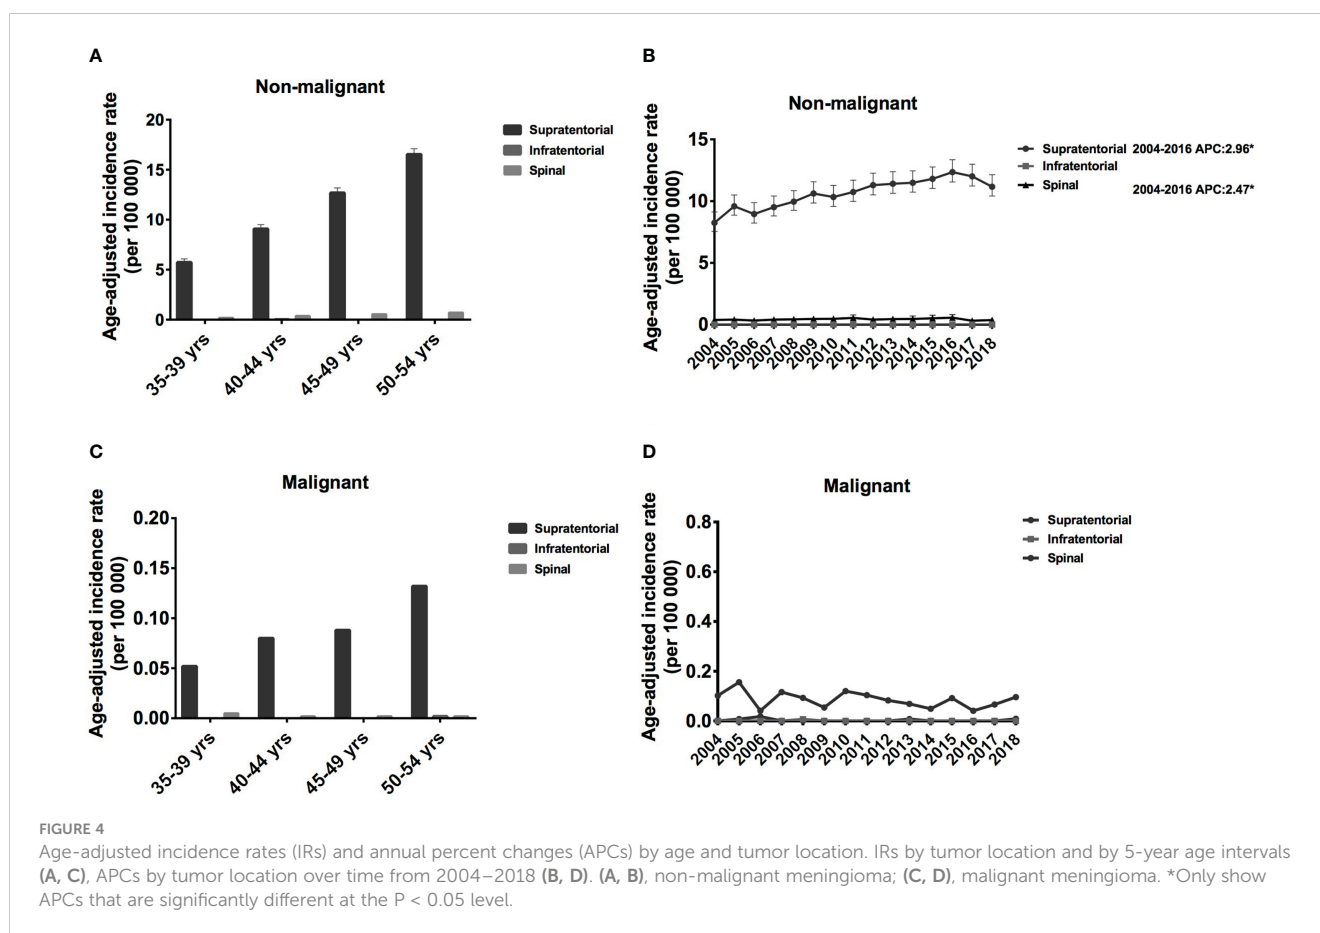 A
Non-malignant
Age-adjusted incidence rate
(per 100 000)
20
15
10
5
0
35-39 yrs
40-44 yrs
45-49 yrs
50-54 yrs
Supratentorial
Infratentorial
Spinal
B
Non-malignant
Age-adjusted incidence rate
(per 100 000)
15
10
5
0
2004
2005
2006
2007
2008
2009
2010
2011
2012
2013
2014
2015
2016
2017
2018
Supratentorial 2004-2016 APC:2.96*
Infratentorial
Spinal
2004-2016 APC:2.47*
C
Malignant
Age-adjusted incidence rate
(per 100 000)
0.20
0.15
0.10
0.05
0.00
35-39 yrs
40-44 yrs
45-49 yrs
50-54 yrs
Supratentorial
Infratentorial
Spinal
D
Malignant
Age-adjusted incidence rate
(per 100 000)
0.8
0.6
0.4
0.2
0.0
2004
2005
2006
2007
2008
2009
2010
2011
2012
2013
2014
2015
2016
2017
2018
Supratentorial
Infratentorial
Spinal
FIGURE 4
Age-adjusted incidence rates (IRs) and annual percent changes (APCs) by age and tumor location. IRs by tumor location and by 5-year age intervals
(A, C), APCs by tumor location over time from 2004–2018 (B, D). (A, B), non-malignant meningioma; (C, D), malignant meningioma. *Only show
APCs that are significantly different at the P < 0.05 level.